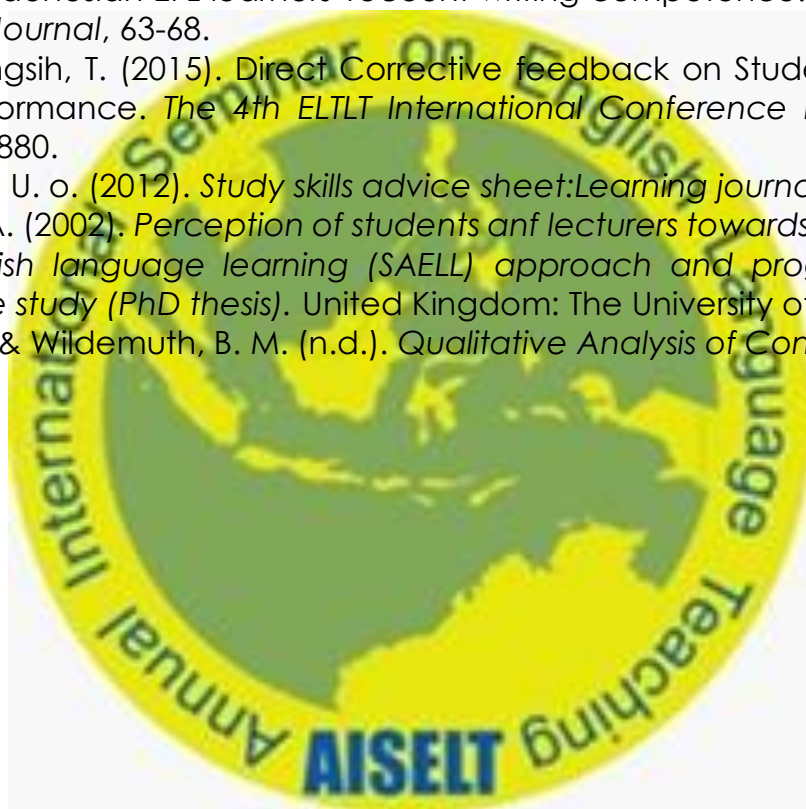 Journal, 63-68.
ngsih, T. (2015). Direct Corrective feedback on Stude
ormance. The 4th ELTLT International Conference
880.
U. o. (2012). Study skills advice sheet:Learning journa
A. (2002). Perception of students anf lecturers towards
ish language learning (SAELL) approach and prog
e study (PhD thesis). United Kingdom: The University of
& Wildemuth, B. M. (n.d.). Qualitative Analysis of Con
Annual International Seminar on English Language Teaching
AISELT